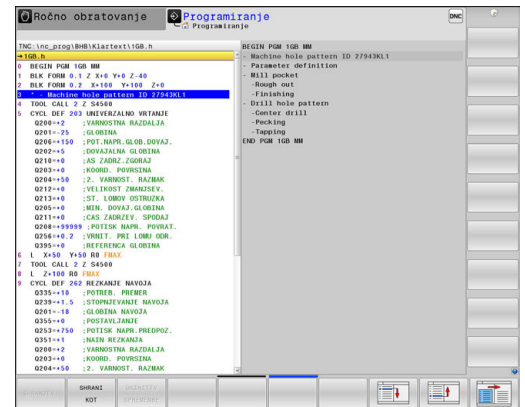 Ročno obratovanje
Programiranje
Programiranje
DNC
TNC:\nc_prog\BHB\Klartext\1GB.h
→1GB.h
0 BEGIN PGM 1GB MM
1 BLK FORM 0.1 Z X+0 Y+0 Z-40
2 BLK FORM 0.2 X+100 Y+100 Z+0
3 * - Machine hole pattern ID 27943KL1
4 TOOL CALL 2 Z S4500
5 CYCL DEF 203 UNIVERZALNO VRTANJE
Q200=+2 ;VARNOSTNA RAZDALJA
Q201=-25 ;GLOBINA
Q206=+150 ;POT.NAPR.GLOB.DOVAJ.
Q202=+5 ;DOVAJALNA GLOBINA
Q210=+0 ;AS ZADRZ.ZGORAJ
Q203=+0 ;KOORD. POVRSINA
Q204=+50 ;2. VARNOST. RAZMAK
Q212=+0 ;VELIKOST ZMANJSEV.
Q213=+0 ;ST. LOMOV OSTRUZKA
Q205=+0 ;MIN. DOVAJ.GLOBINA
Q211=+0 ;CAS ZADRZEV. SPODAJ
Q208=+99999 ;POTISK NAPR. POVRAT.
Q256=+0.2 ;VRNIT. PRI LOMU ODR.
Q395=+0 ;REFERENCA GLOBINA
6 L X+50 Y+50 R0 FMAX
7 TOOL CALL 2 Z S4500
8 L Z+100 R0 FMAX
9 CYCL DEF 262 REZKANJE NAVOJA
Q335=+10 ;POTREB. PREMER
Q239=+1.5 ;STOPNJEVANJE NAVOJA
Q201=-18 ;GLOBINA NAVOJA
Q355=+0 ;POSTAVLJANJE
Q253=+750 ;POTISK NAPR.PREDPOZ.
Q351=+1 ;NAIN REZKANJA
Q200=+2 ;VARNOSTNA RAZDALJA
Q203=+0 ;KOORD. POVRSINA
Q204=+50 ;2. VARNOST. RAZMAK
BEGIN PGM 1GB MM
- Machine hole pattern ID 27943KL1
- Parameter definition
- Mill pocket
-Rough out
-Finishing
- Drill hole pattern
-Center drill
-Pecking
-Tapping
END PGM 1GB MM
SHRANI
KOT